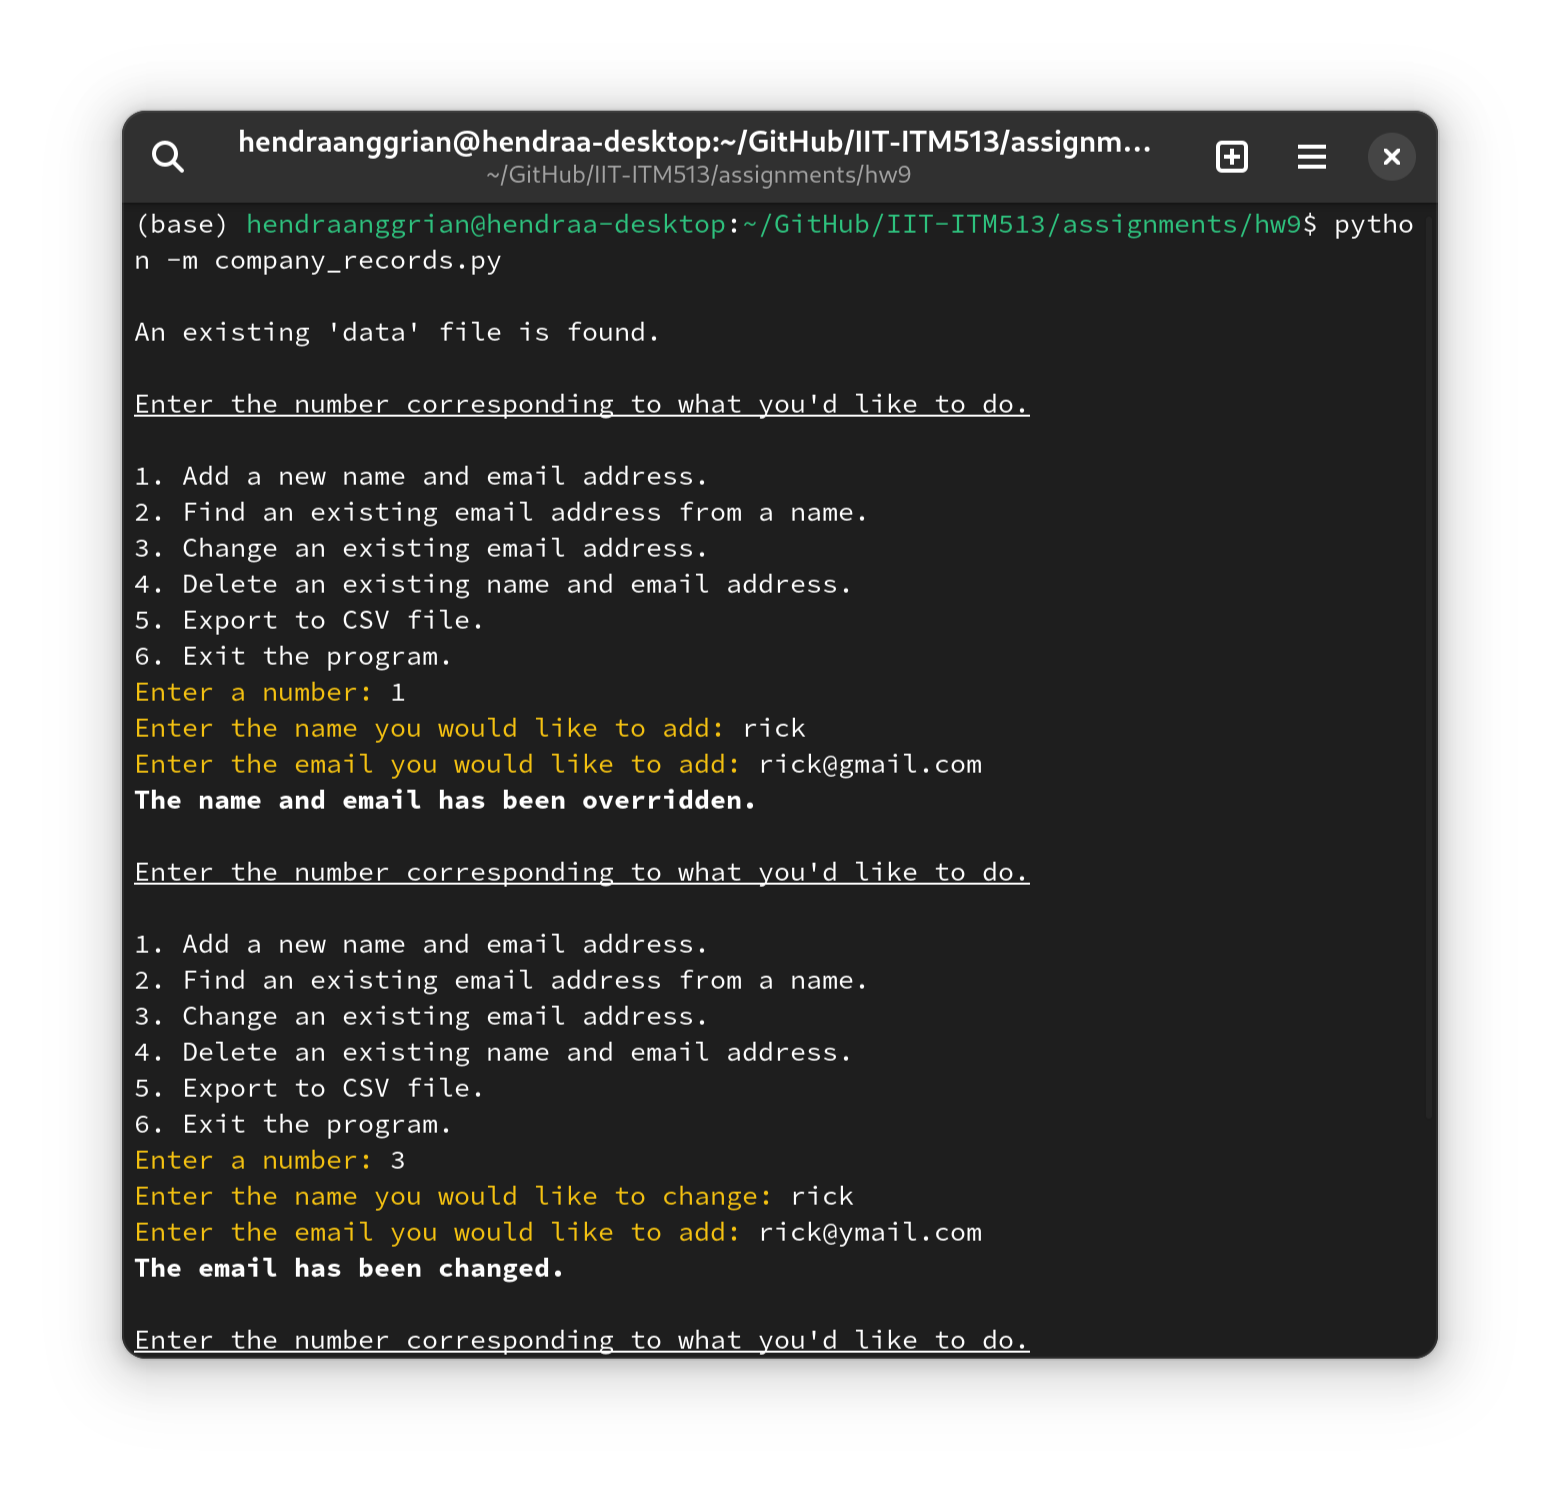 hendraanggrian@hendraa-desktop:~/GitHub/IIT-ITM513/assignm…
~/GitHub/IIT-ITM513/assignments/hw9
(base) hendraanggrian@hendraa-desktop:~/GitHub/IIT-ITM513/assignments/hw9$ pytho
n -m company_records.py
An existing 'data' file is found.
Enter the number corresponding to what you'd like to do.
1. Add a new name and email address.
2. Find an existing email address from a name.
3. Change an existing email address.
4. Delete an existing name and email address.
5. Export to CSV file.
6. Exit the program.
Enter a number: 1
Enter the name you would like to add: rick
Enter the email you would like to add: rick@gmail.com
The name and email has been overridden.
Enter the number corresponding to what you'd like to do.
1. Add a new name and email address.
2. Find an existing email address from a name.
3. Change an existing email address.
4. Delete an existing name and email address.
5. Export to CSV file.
6. Exit the program.
Enter a number: 3
Enter the name you would like to change: rick
Enter the email you would like to add: rick@ymail.com
The email has been changed.
Enter the number corresponding to what you'd like to do.